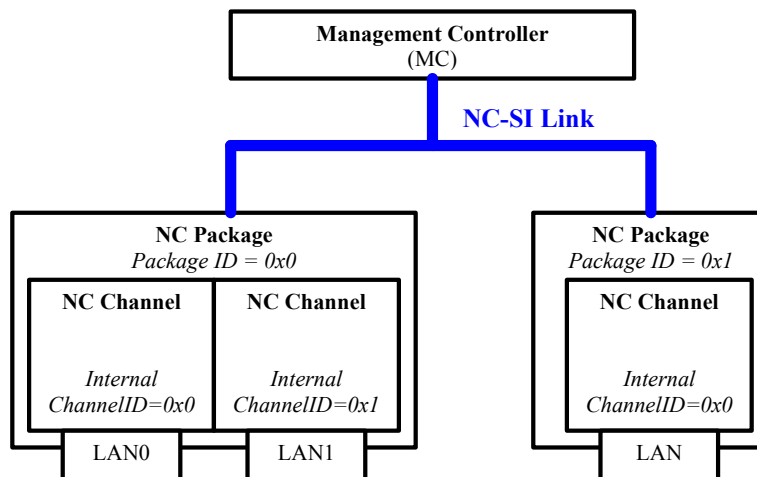 Management Controller
(MC)
NC-SI Link
NC Package
Package ID = 0x0
NC Channel
Internal
ChannelID=0x0
NC Channel
Internal
ChannelID=0x1
LAN0
LAN1
NC Package
Package ID = 0x1
NC Channel
Internal
ChannelID=0x0
LAN